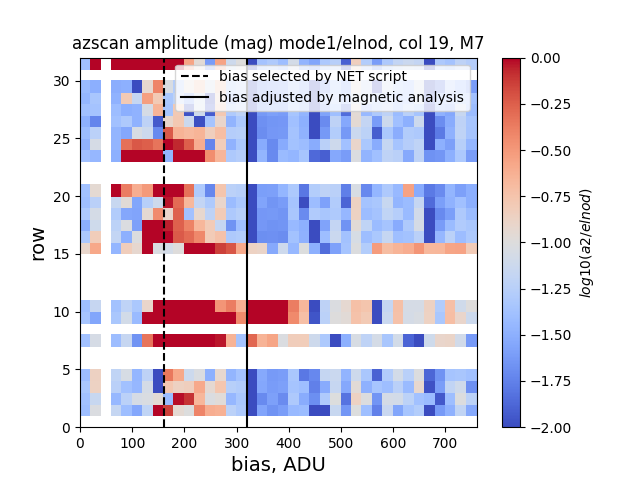 azscan amplitude (mag) mode1/elnod, col 19, M7
bias selected by NET script
bias adjusted by magnetic analysis
row
30
25
20
15
10
5
0
0 100 200 300 400 500 600 700
bias, ADU
0.00
−0.25
−0.50
−0.75
−1.00
−1.25
−1.50
−1.75
−2.00
log10(a2/elnod)